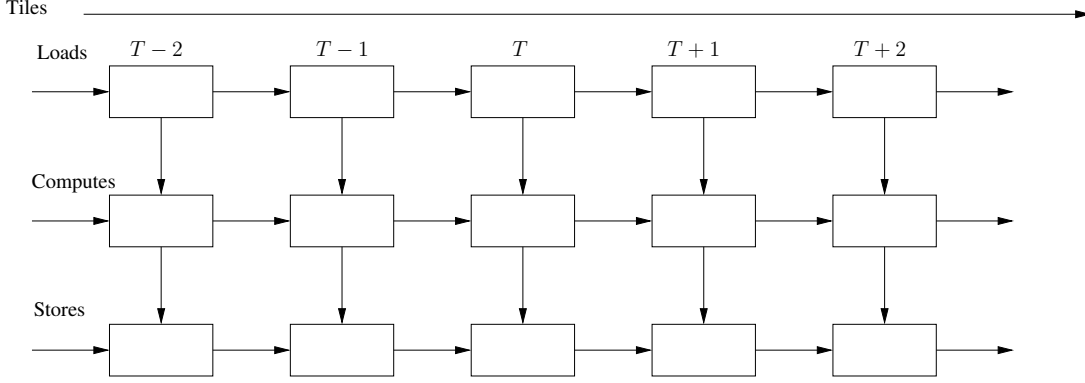 Tiles
Loads
T − 2 T − 1 T T + 1 T + 2
Computes
Stores